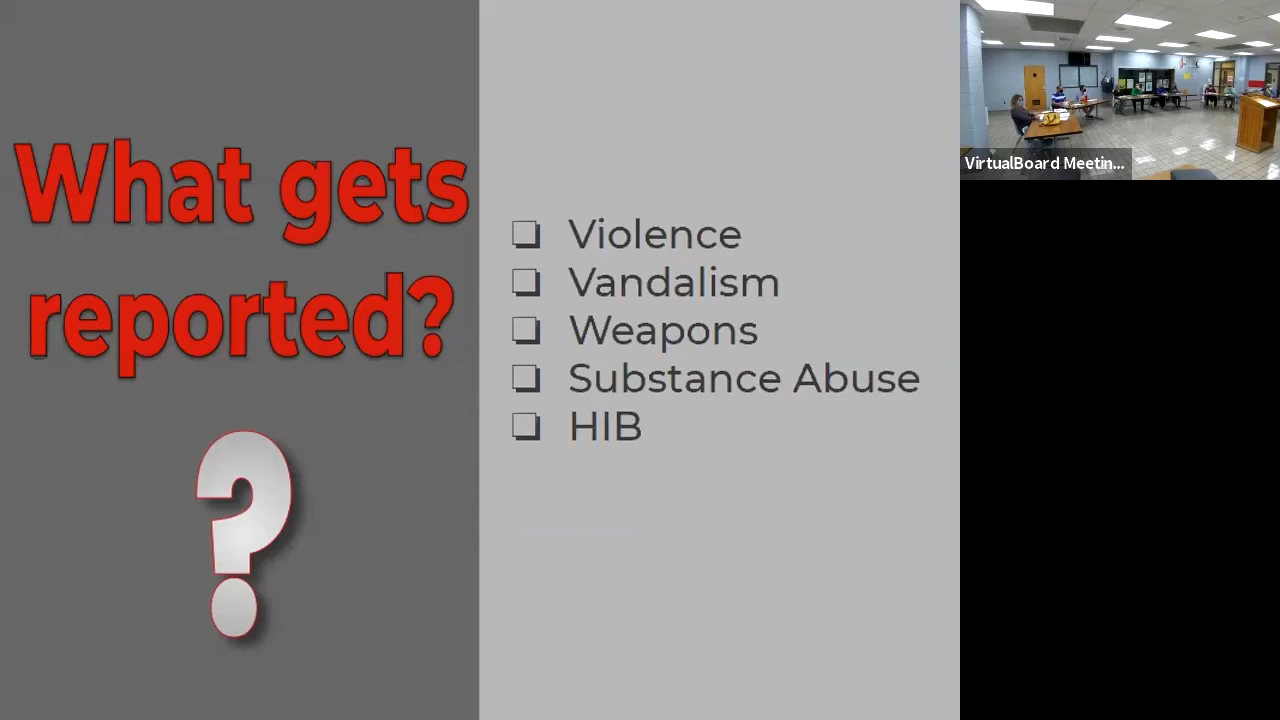 What gets
reported?
?
Violence
Vandalism
Weapons
Substance Abuse
HIB
VirtualBoard Meetin...